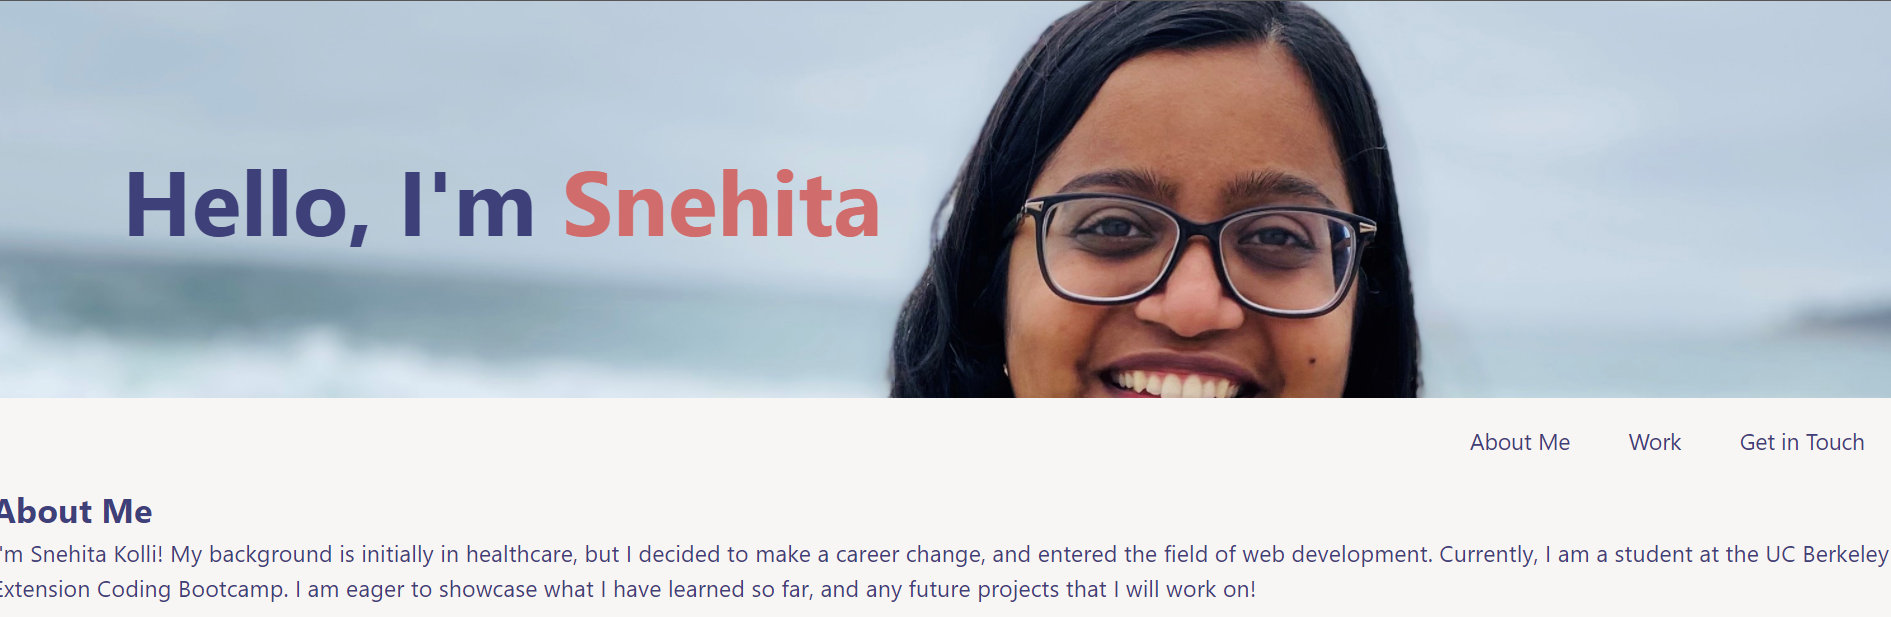 Hello, I'm Snehita
About Me Work Get in Touch
About Me
'm Snehita Kolli! My background is initially in healthcare, but I decided to make a career change, and entered the field of web development. Currently, I am a student at the UC Berkeley
Extension Coding Bootcamp. I am eager to showcase what I have learned so far, and any future projects that I will work on!